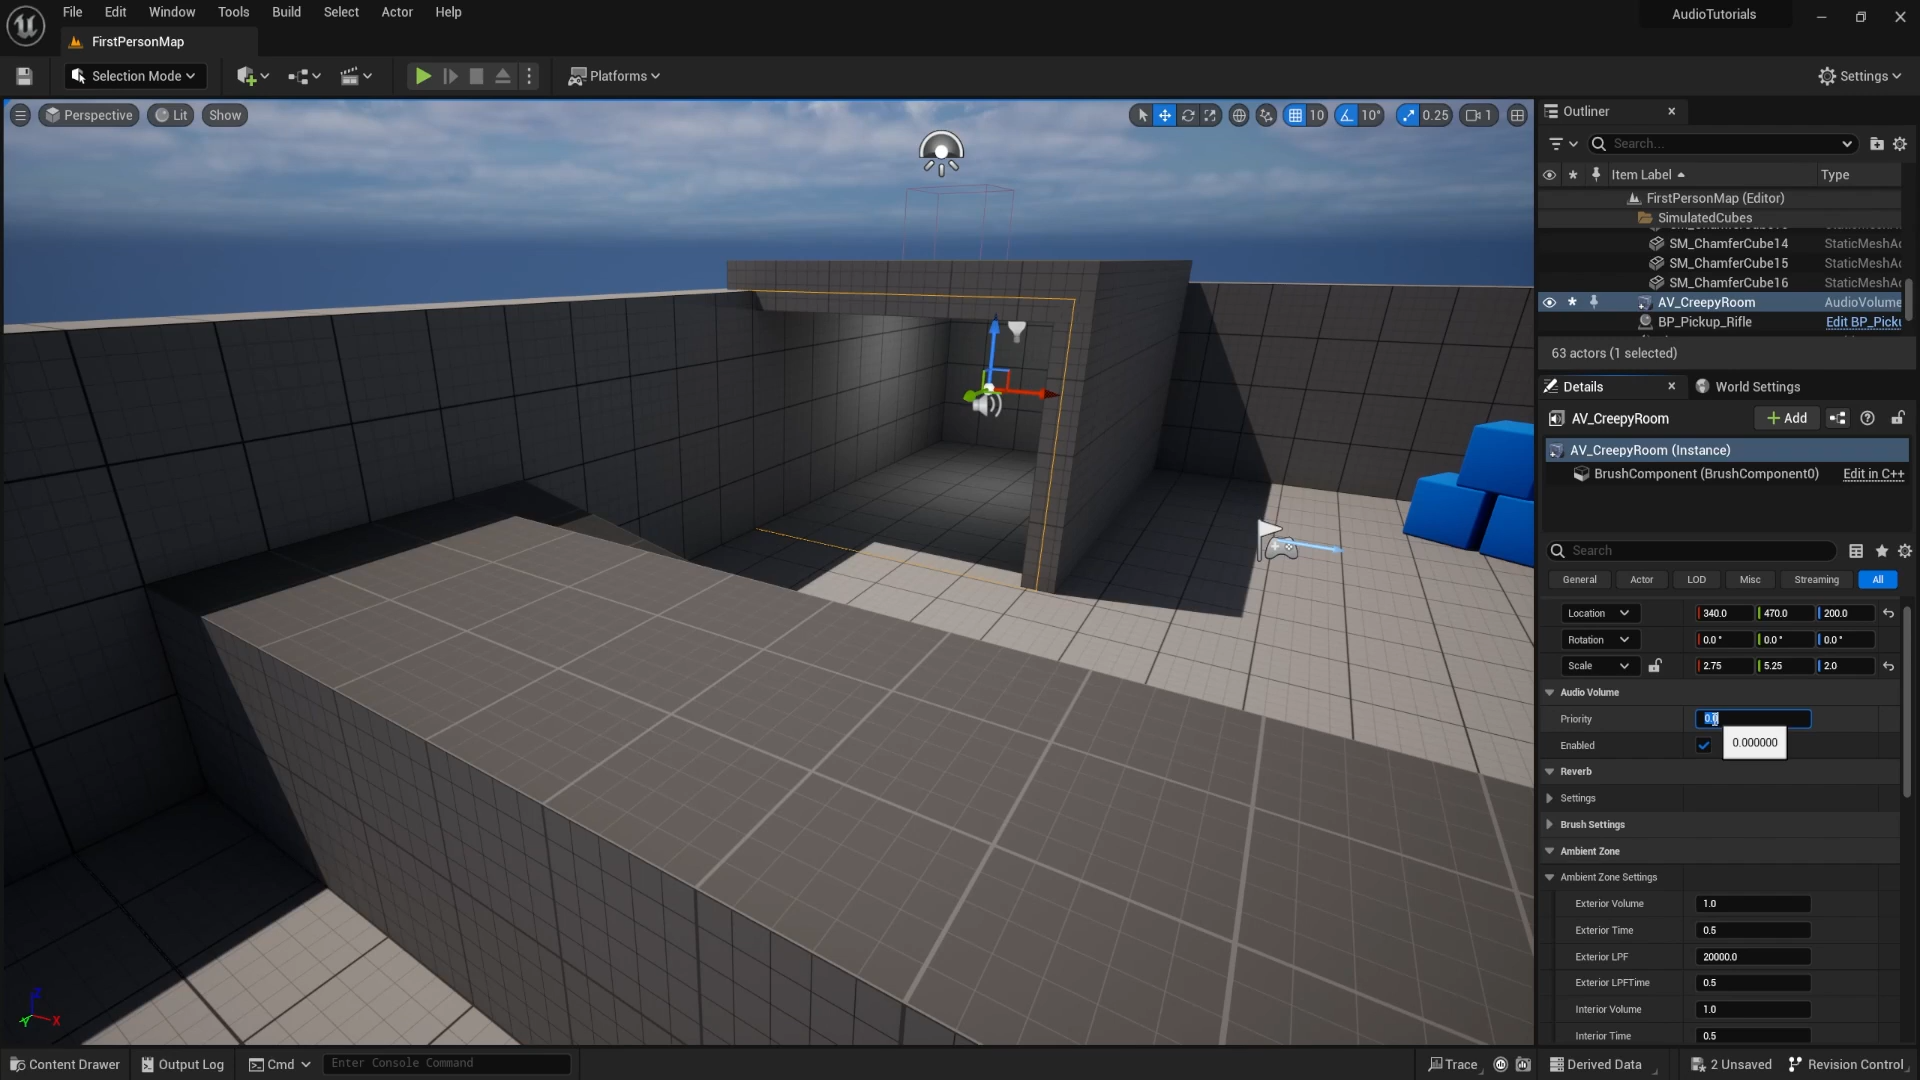 File Edit Window Tools Build Select Actor Help
AudioTutorials
FirstPersonMap
Selection Mode
Platforms
Settings
Perspective Lit Show
10 10° 0.25 1
Outliner
Search...
Item Label Type
FirstPersonMap (Editor)
SimulatedCubes
SM_ChamferCube14 StaticMeshAc
SM_ChamferCube15 StaticMeshAc
SM_ChamferCube16 StaticMeshAc
AV_CreepyRoom AudioVolume
BP_Pickup_Rifle Edit BP_Picku
63 actors (1 selected)
Details World Settings
AV_CreepyRoom Add
AV_CreepyRoom (Instance)
BrushComponent (BrushComponent0) Edit in C++
Search
General Actor LOD Misc Streaming All
Location 340.0 470.0 200.0
Rotation 0.0° 0.0° 0.0°
Scale 2.75 5.25 2.0
Audio Volume
Priority 0.0
Enabled
0.000000
Reverb
Settings
Brush Settings
Ambient Zone
Ambient Zone Settings
Exterior Volume 1.0
Exterior Time 0.5
Exterior LPF 20000.0
Exterior LPFTime 0.5
Interior Volume 1.0
Interior Time 0.5
Z
Y X
Content Drawer Output Log Cmd Enter Console Command
Trace Derived Data 2 Unsaved Revision Control